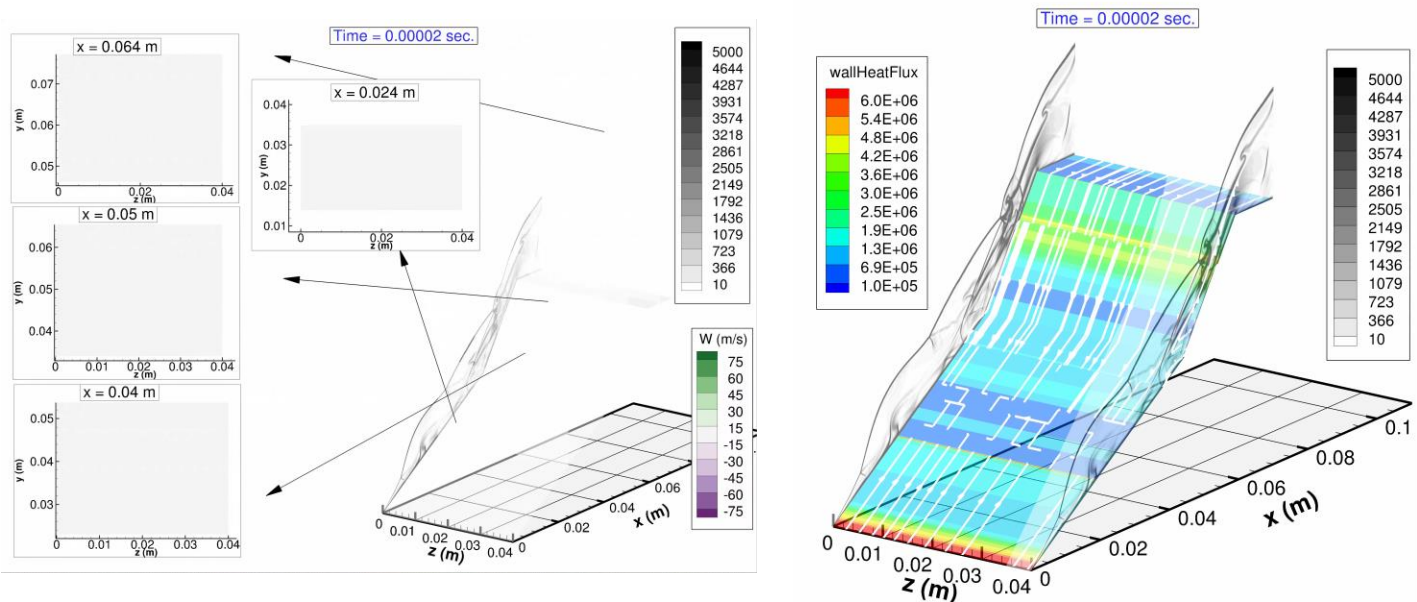 Time = 0.00002 sec.
x = 0.064 m
0.07
0.06
0.05
y (m)
0 0.02 0.04
z (m)
x = 0.05 m
0.06
0.05
0.04
y (m)
0 0.01 0.02 0.03 0.04
z (m)
x = 0.04 m
0.05
0.04
0.03
y (m)
0 0.01 0.02 0.03 0.04
z (m)
x = 0.024 m
0.04
0.03
0.02
0.01
y (m)
0 0.02 0.04
z (m)
5000
4644
4287
3931
3574
3218
2861
2505
2149
1792
1436
1079
723
366
10
W (m/s)
75
60
45
30
15
-15
-30
-45
-60
-75
0 0.01 0.02 0.03 0.04
z (m)
0 0.02 0.04 0.06
x (m)
Time = 0.00002 sec.
wallHeatFlux
6.0E+06
5.4E+06
4.8E+06
4.2E+06
3.6E+06
3.0E+06
2.5E+06
1.9E+06
1.3E+06
6.9E+05
1.0E+05
5000
4644
4287
3931
3574
3218
2861
2505
2149
1792
1436
1079
723
366
10
0 0.01 0.02 0.03 0.04
z (m)
0 0.02 0.04 0.06 0.08 0.1
x (m)